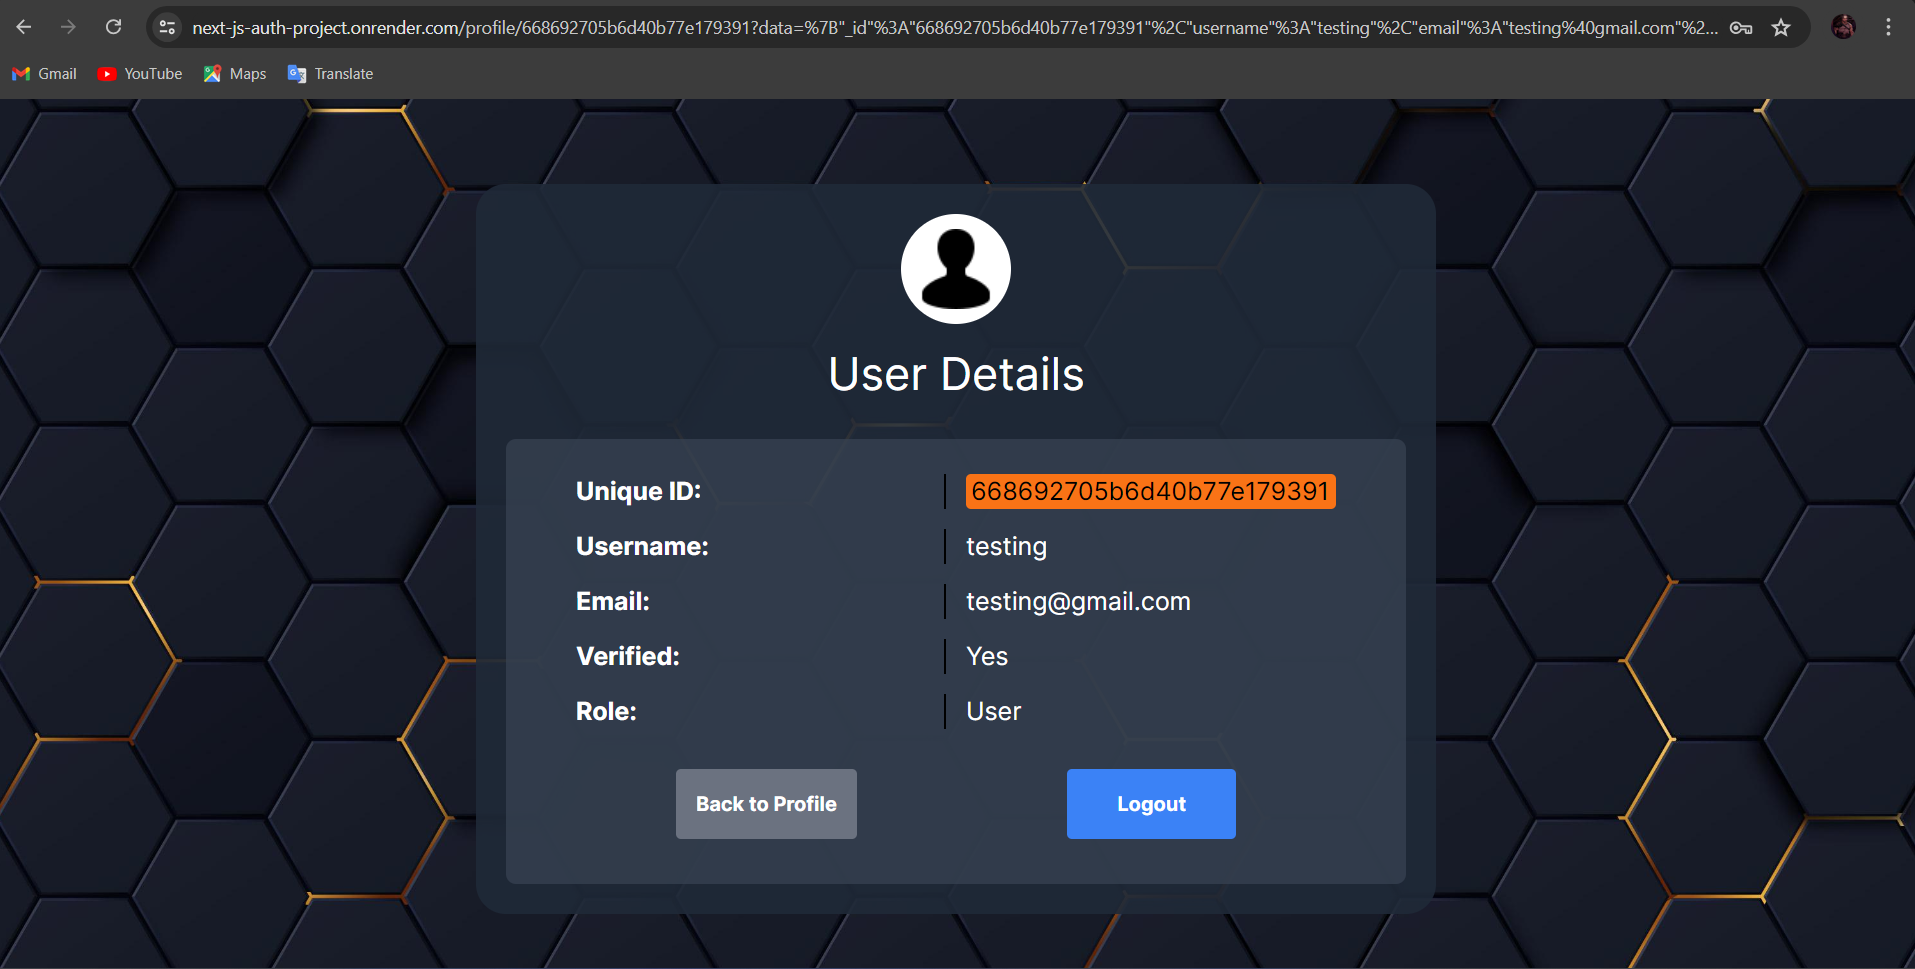 next-js-auth-project.onrender.com/profile/668692705b6d40b77e179391?data=%7B"_id"%3A"668692705b6d40b77e179391"%2C"username"%3A"testing"%2C"email"%3A"testing%40gmail.com"%2...
Gmail YouTube Maps Translate
User Details
Unique ID: 668692705b6d40b77e179391
Username: testing
Email: testing@gmail.com
Verified: Yes
Role: User
Back to Profile Logout